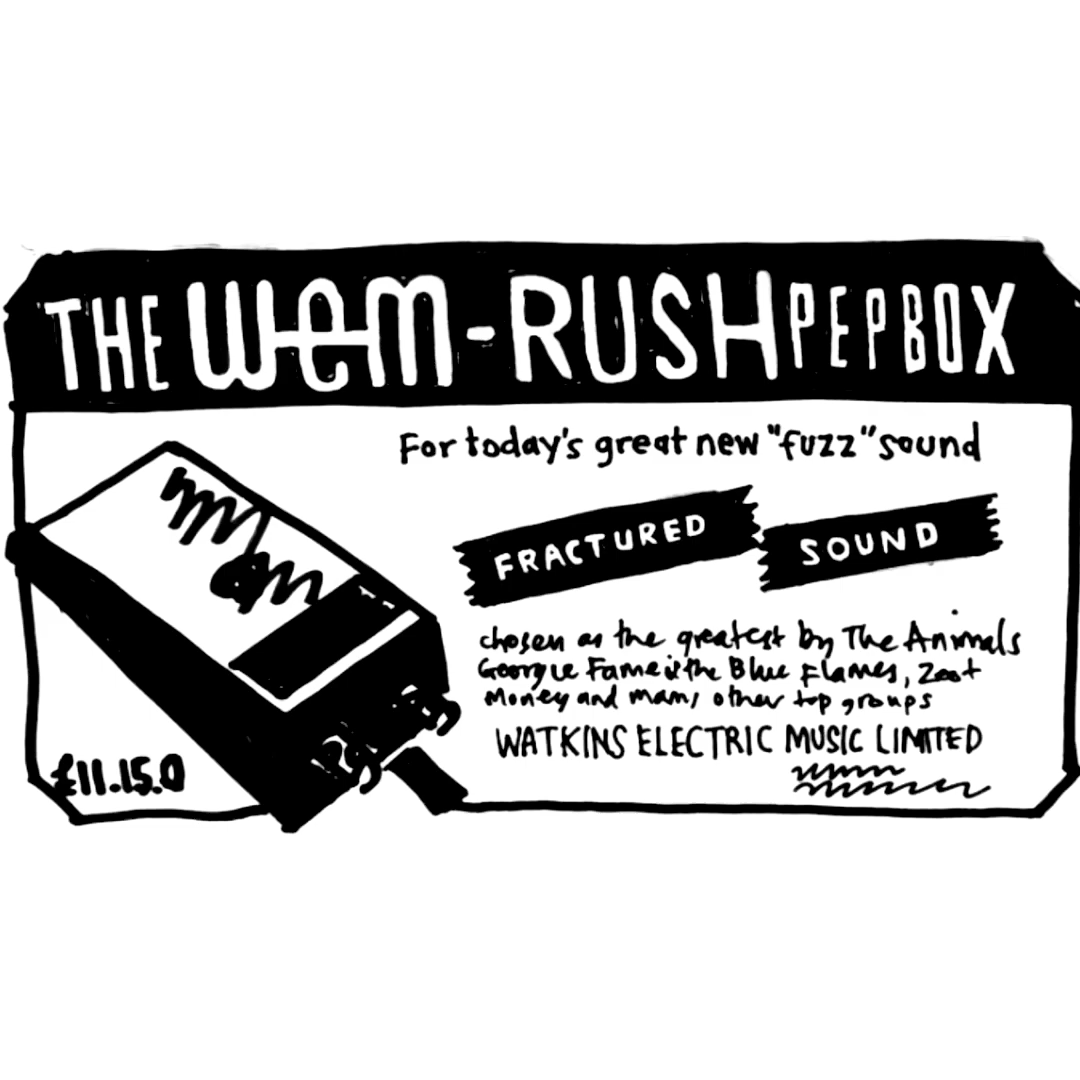 THE WEM-RUSH PEPBOX
For today's great new "fuzz" sound
FRACTURED SOUND
chosen as the greatest by The Animals
Georgie Fame & the Blue Flames, Zoot
Money and many other top groups
WATKINS ELECTRIC MUSIC LIMITED
£11.15.0